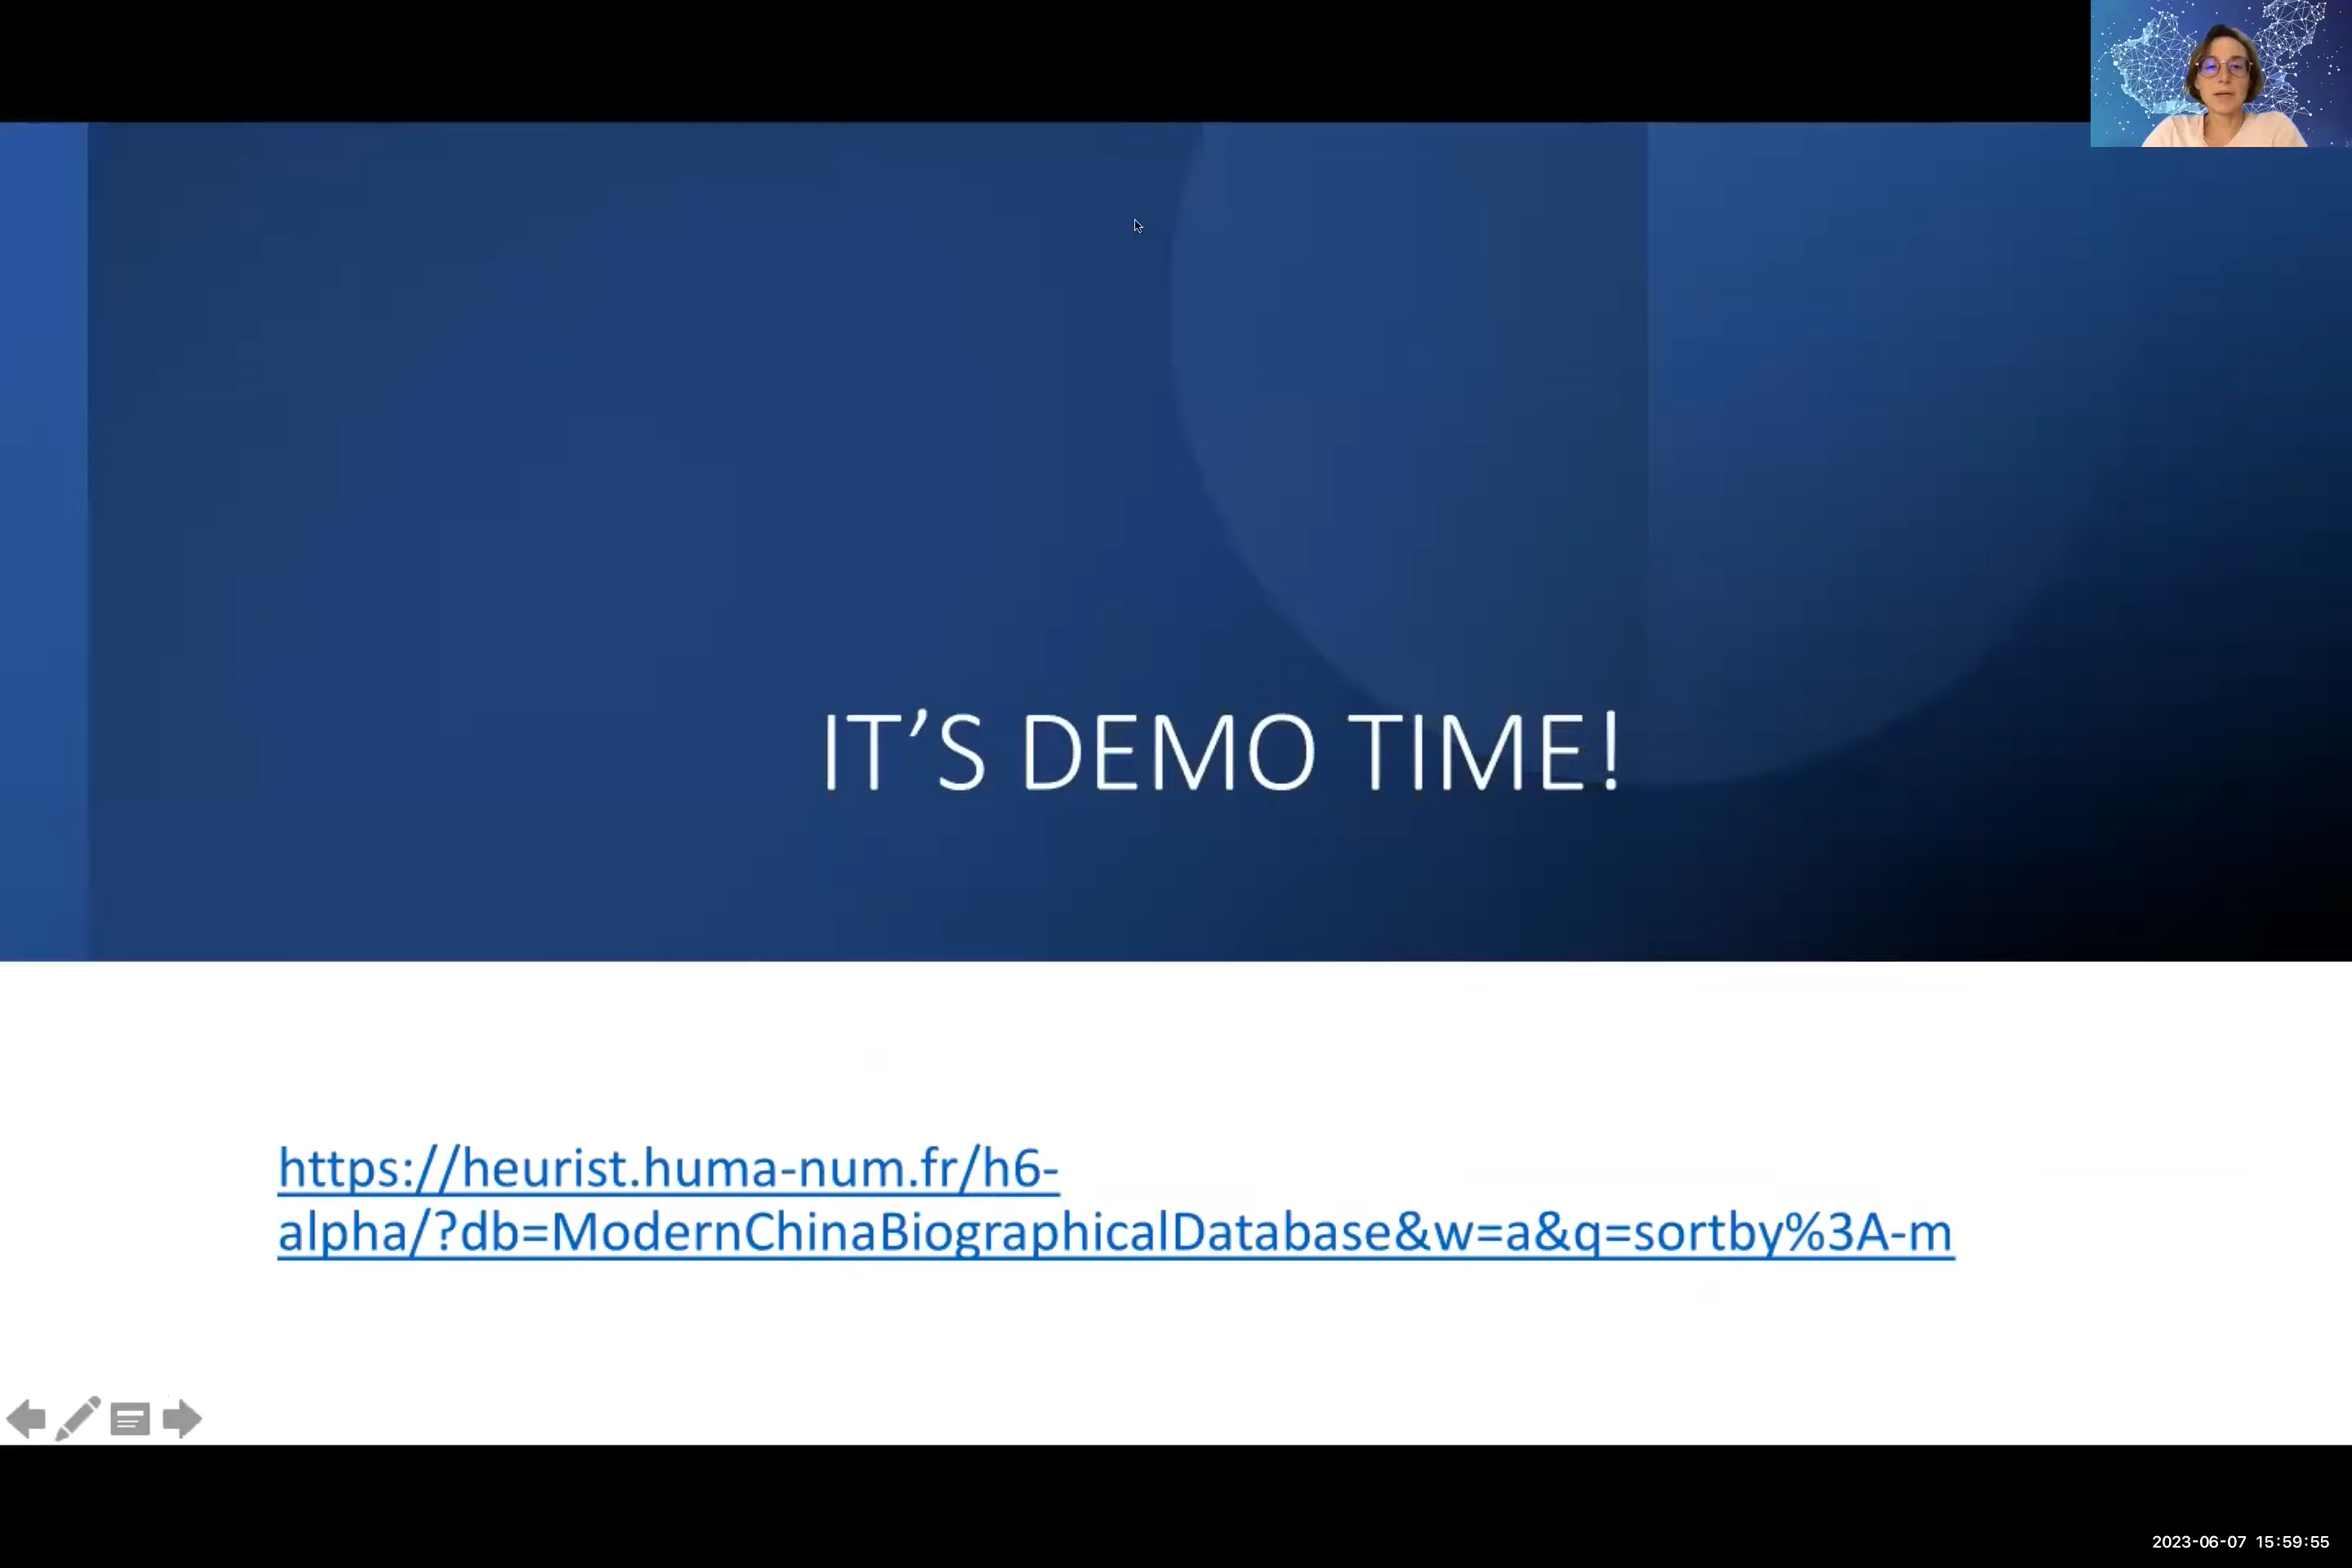 IT’S DEMO TIME!
https://heurist.huma-num.fr/h6-
alpha/?db=ModernChinaBiographicalDatabase&w=a&q=sortby%3A-m
2023-06-07 15:59:55